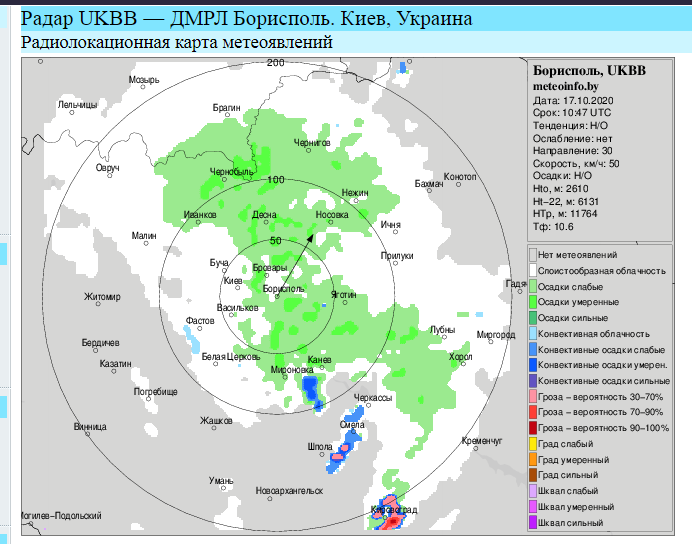 Радар UKBB — ДМРЛ Борисполь. Киев, Украина
Радиолокационная карта метеоявлений
200
Мозырь
Лельчицы
Брагин
Чернигов
Овруч
Чернобыль
100
Конотоп
Бахмач
Нежин
Иванков
Десна
Носовка
Ичня
Малин
50
Прилуки
Буча
Бровары
Киев
Борисполь
Яготин
Гадя
Житомир
Васильков
Фастов
Лубны
Миргород
Бердичев
Белая Церковь
Канев
Хорол
Казатин
Мироновка
Погребище
Черкассы
Жашков
Смела
Винница
Шпола
Кременчуг
Умань
Новоархангельск
Кировоград
Могилев-Подольский
Борисполь, UKBB
meteoinfo.by
Дата: 17.10.2020
Срок: 10:47 UTC
Тенденция: Н/О
Ослабление: нет
Направление: 30
Скорость, км/ч: 50
Осадки: Н/О
Hto, м: 2610
Ht-22, м: 6131
HТр, м: 11764
Тф: 10.6
Нет метеоявлений
Слоистообразная облачность
Осадки слабые
Осадки умеренные
Осадки сильные
Конвективная облачность
Конвективные осадки слабые
Конвективные осадки умерен.
Конвективные осадки сильные
Гроза – вероятность 30-70%
Гроза – вероятность 70-90%
Гроза – вероятность 90-100%
Град слабый
Град умеренный
Град сильный
Шквал слабый
Шквал умеренный
Шквал сильный